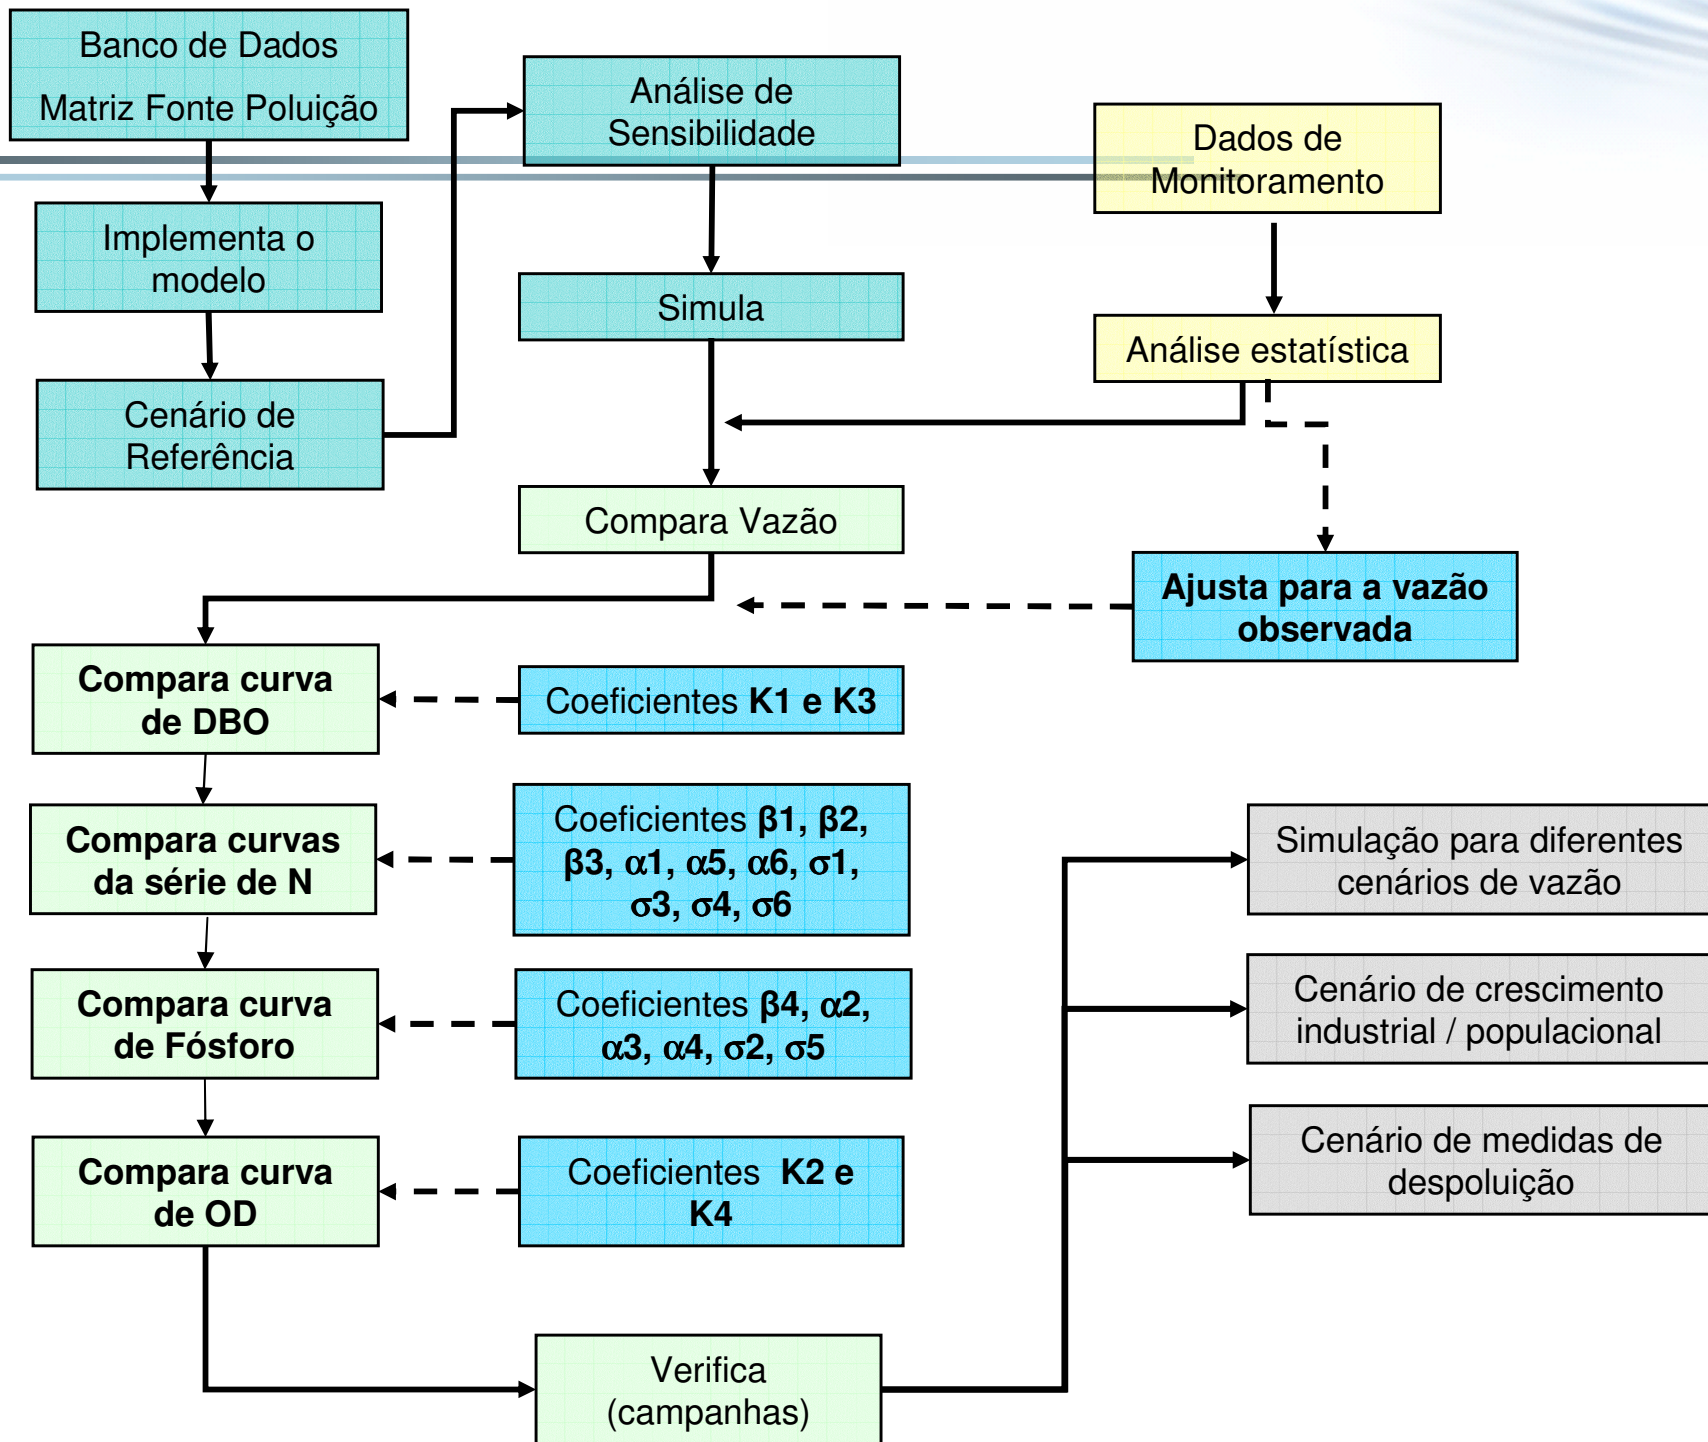 Banco de Dados
Matriz Fonte Poluição
Implementa o
modelo
Cenário de
Referência
Análise de
Sensibilidade
Simula
Dados de
Monitoramento
Análise estatística
Compara Vazão
Ajusta para a vazão
observada
Compara curva
de DBO
Coeficientes K1 e K3
Compara curvas
da série de N
Coeficientes β1, β2,
β3, α1, α5, α6, σ1,
σ3, σ4, σ6
Compara curva
de Fósforo
Coeficientes β4, α2,
α3, α4, σ2, σ5
Compara curva
de OD
Coeficientes K2 e
K4
Verifica
(campanhas)
Simulação para diferentes
cenários de vazão
Cenário de crescimento
industrial / populacional
Cenário de medidas de
despoluição